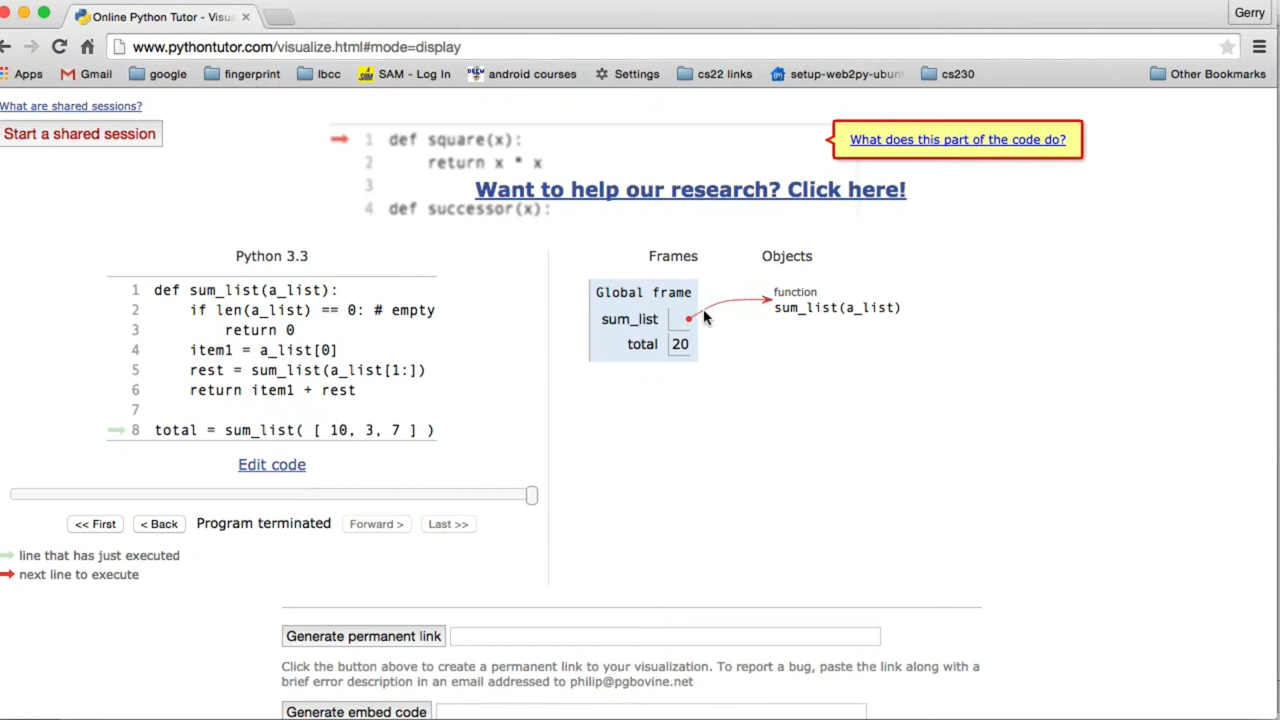 Online Python Tutor - Visu
Gerry
www.pythontutor.com/visualize.html#mode=display
Apps Gmail google fingerprint lbcc SAM - Log In android courses Settings cs22 links setup-web2py-ubun cs230 Other Bookmarks
What are shared sessions?
Start a shared session
1 def square(x):
What does this part of the code do?
2 return x * x
3
Want to help our research? Click here!
4 def successor(x):
Python 3.3
1 def sum_list(a_list):
2 if len(a_list) == 0: # empty
3 return 0
4 item1 = a_list[0]
5 rest = sum_list(a_list[1:])
6 return item1 + rest
7
8 total = sum_list( [ 10, 3, 7 ] )
Edit code
<< First < Back Program terminated Forward > Last >>
line that has just executed
next line to execute
Frames Objects
Global frame
sum_list
total 20
function
sum_list(a_list)
Generate permanent link
Click the button above to create a permanent link to your visualization. To report a bug, paste the link along with a
brief error description in an email addressed to philip@pgbovine.net
Generate embed code